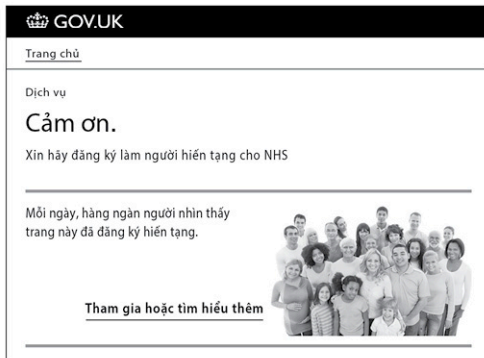 GOV.UK
Trang chủ
Dịch vụ
Cảm ơn.
Xin hãy đăng ký làm người hiến tạng cho NHS
Mỗi ngày, hàng ngàn người nhìn thấy
trang này đã đăng ký hiến tạng.
Tham gia hoặc tìm hiểu thêm